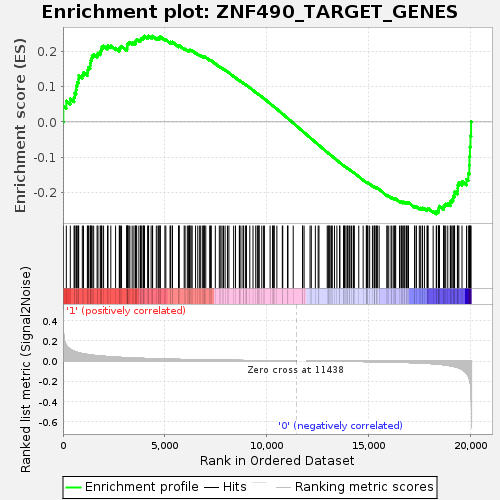 Enrichment plot: ZNF490_TARGET_GENES
Enrichment score (ES)
0.2
0.1
0.0
-0.1
-0.2
Ranked list metric (Signal2Noise)
'1' (positively correlated)
0.4
0.2
0.0
-0.2
-0.4
-0.6
Zero cross at 11438
'0' (negatively correlated)
0
5,000
10,000
15,000
20,000
Rank in Ordered Dataset
Enrichment profile
Hits
Ranking metric scores